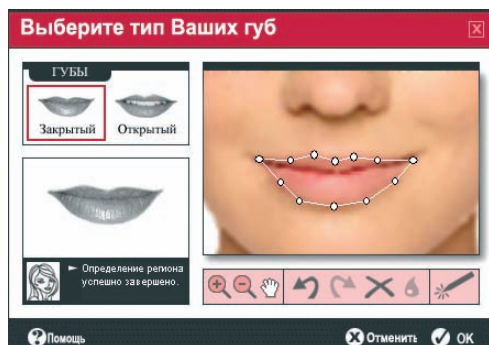 Выберите тип Ваших губ
ГУБЫ
Закрытый Открытый
Определение региона
успешно завершено.
Помощь
Отменить OK